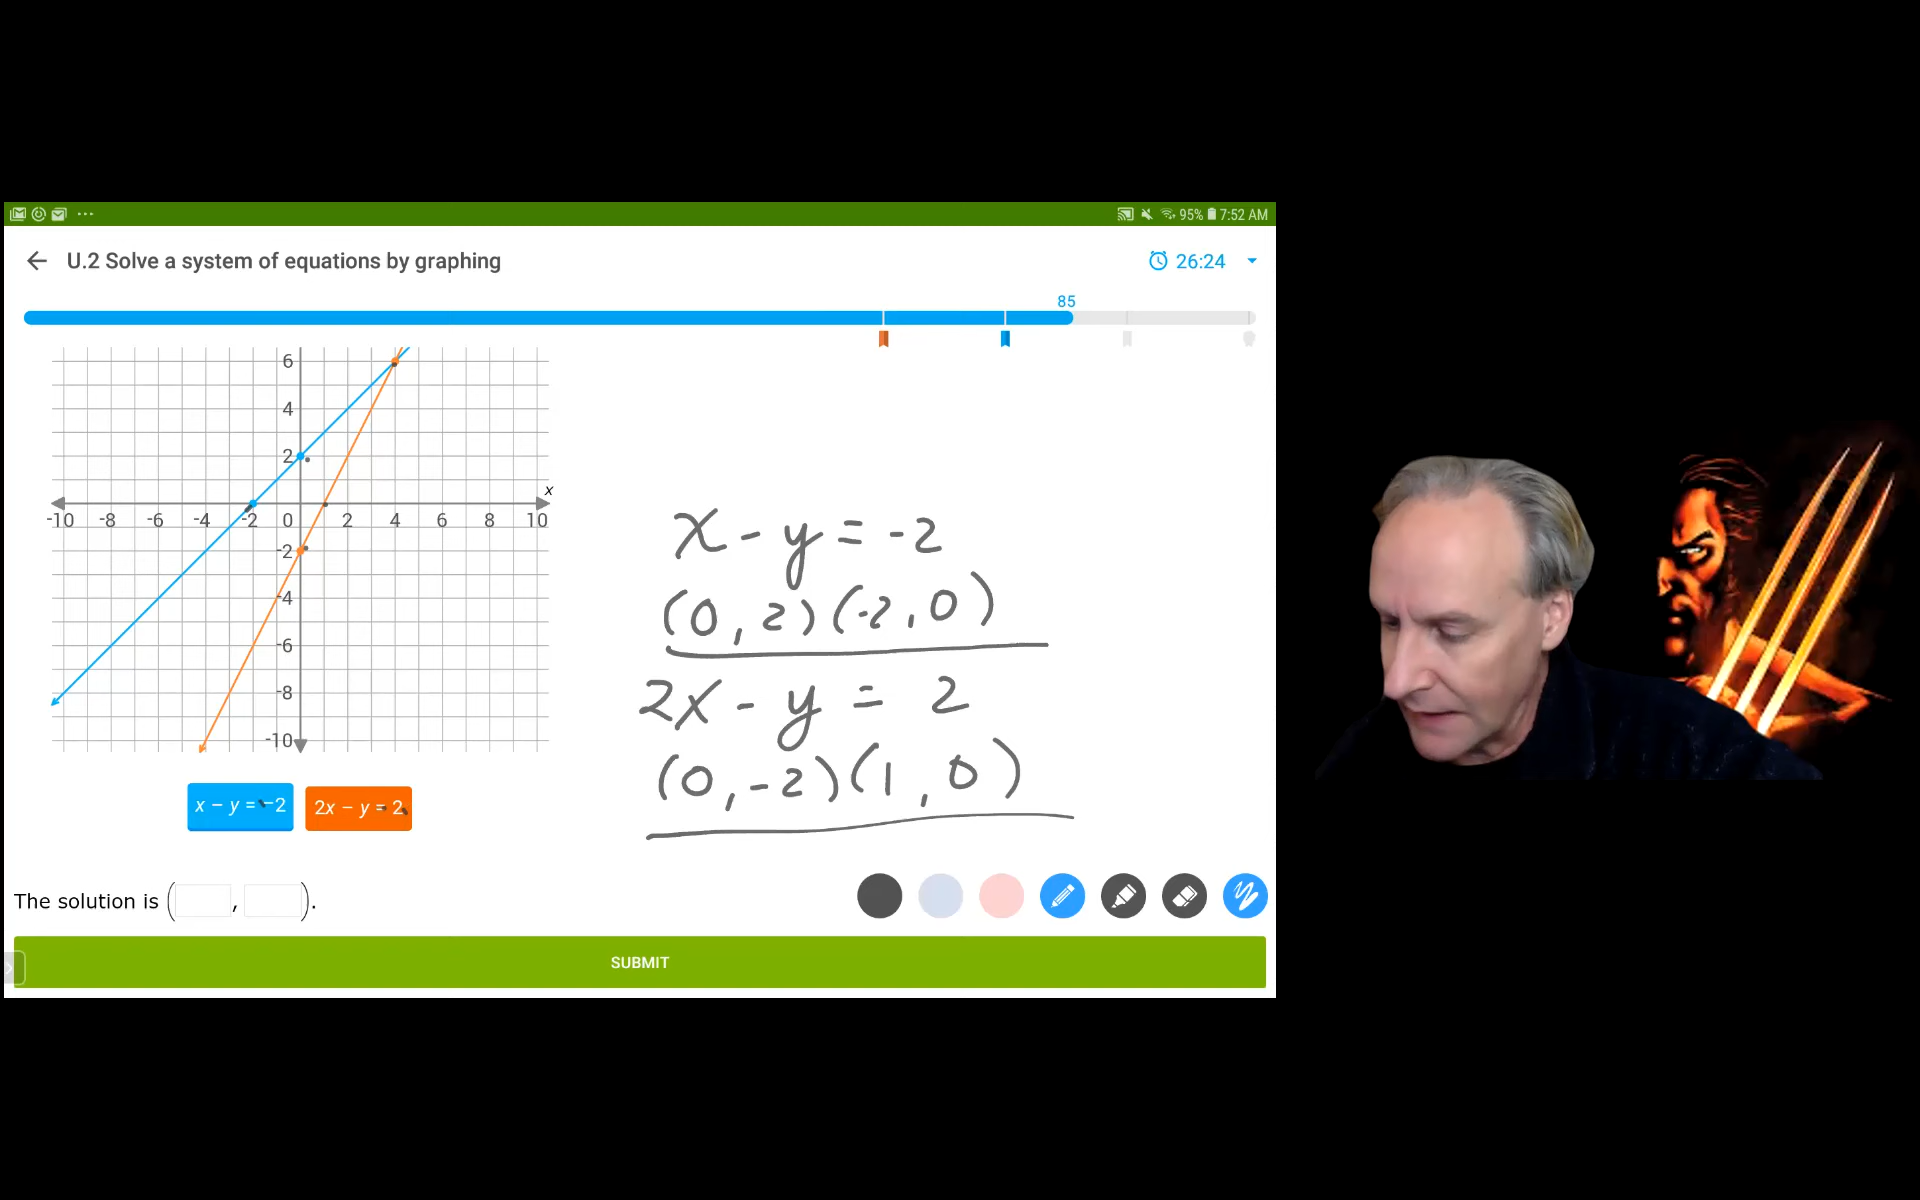 95% 7:52 AM
U.2 Solve a system of equations by graphing
26:24
85
6
4
2
x
-10 -8 -6 -4 -2 0 2 4 6 8 10
-2
-4
-6
-8
-10
x - y = -2
(0, 2) (-2, 0)
2x - y = 2
(0, -2) (1, 0)
x − y = −2 2x − y = 2
The solution is ( , ).
SUBMIT